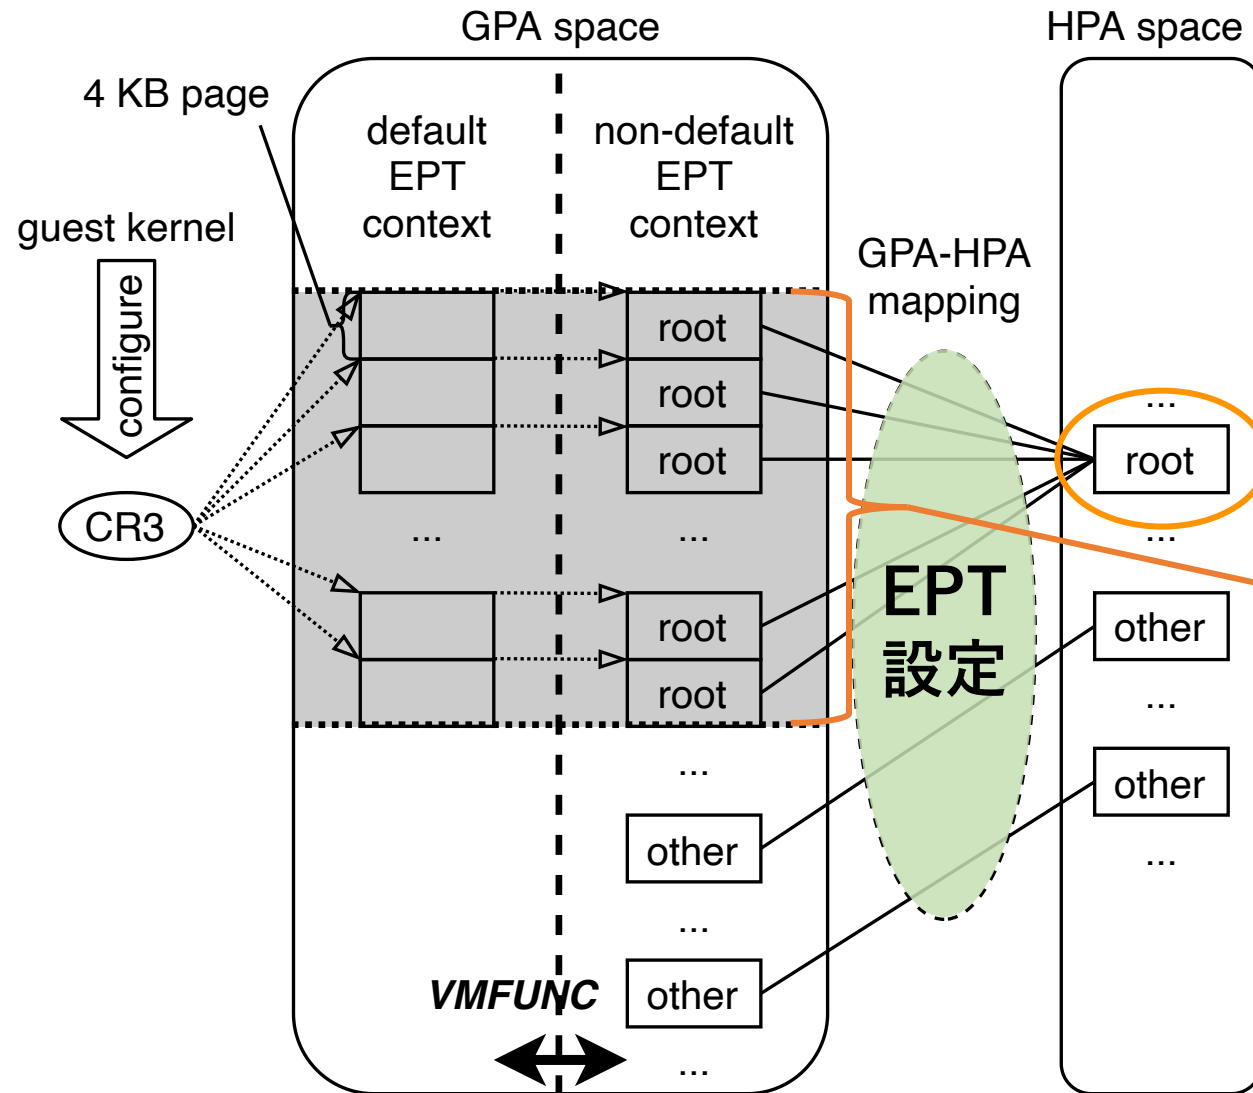 GPA space
HPA space
4 KB page
default
EPT
context
non-default
EPT
context
guest kernel
configure
GPA-HPA
mapping
CR3
root
root
root
...
...
root
root
...
other
...
other
...
VMFUNC
EPT
設定
...
root
...
other
...
other
...